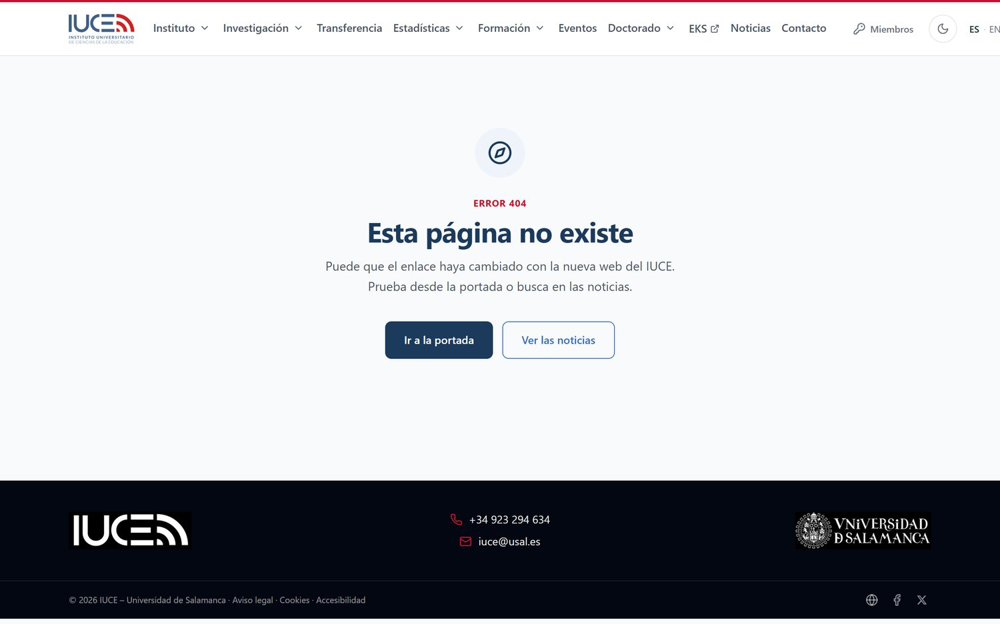 IUCE
INSTITUTO UNIVERSITARIO
DE CIENCIAS DE LA EDUCACIÓN
Instituto
Investigación
Transferencia
Estadísticas
Formación
Eventos
Doctorado
EKS
Noticias
Contacto
Miembros
ES · EN
ERROR 404
Esta página no existe
Puede que el enlace haya cambiado con la nueva web del IUCE.
Prueba desde la portada o busca en las noticias.
Ir a la portada
Ver las noticias
IUCE
+34 923 294 634
iuce@usal.es
VNiVERSiDAD
D SALAMANCA
© 2026 IUCE – Universidad de Salamanca · Aviso legal · Cookies · Accesibilidad